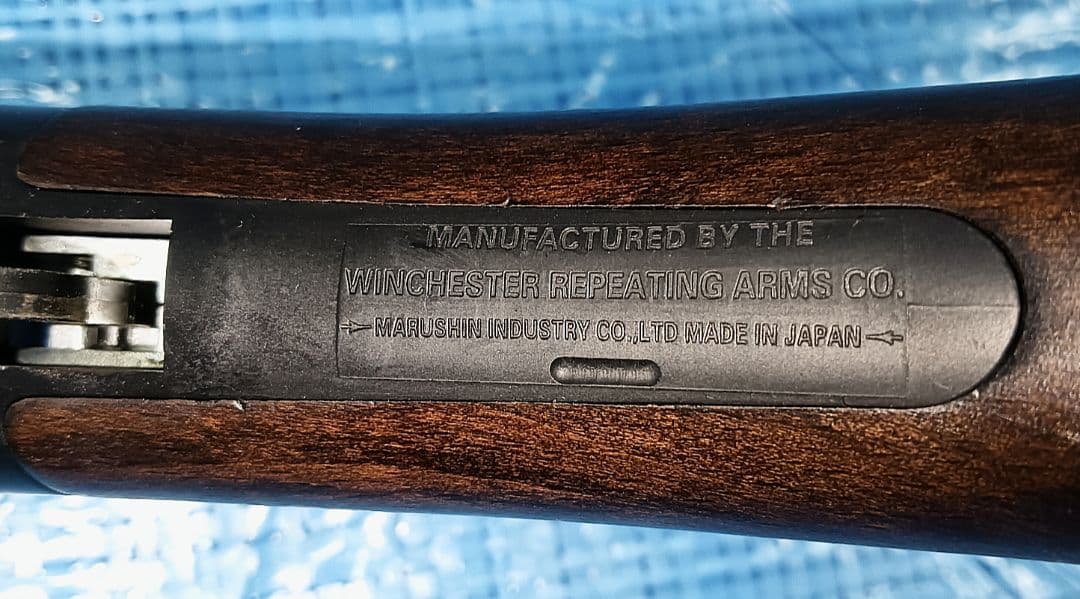 MANUFACTURED BY THE
WINCHESTER REPEATING ARMS CO.
MARUSHIN INDUSTRY CO.,LTD MADE IN JAPAN